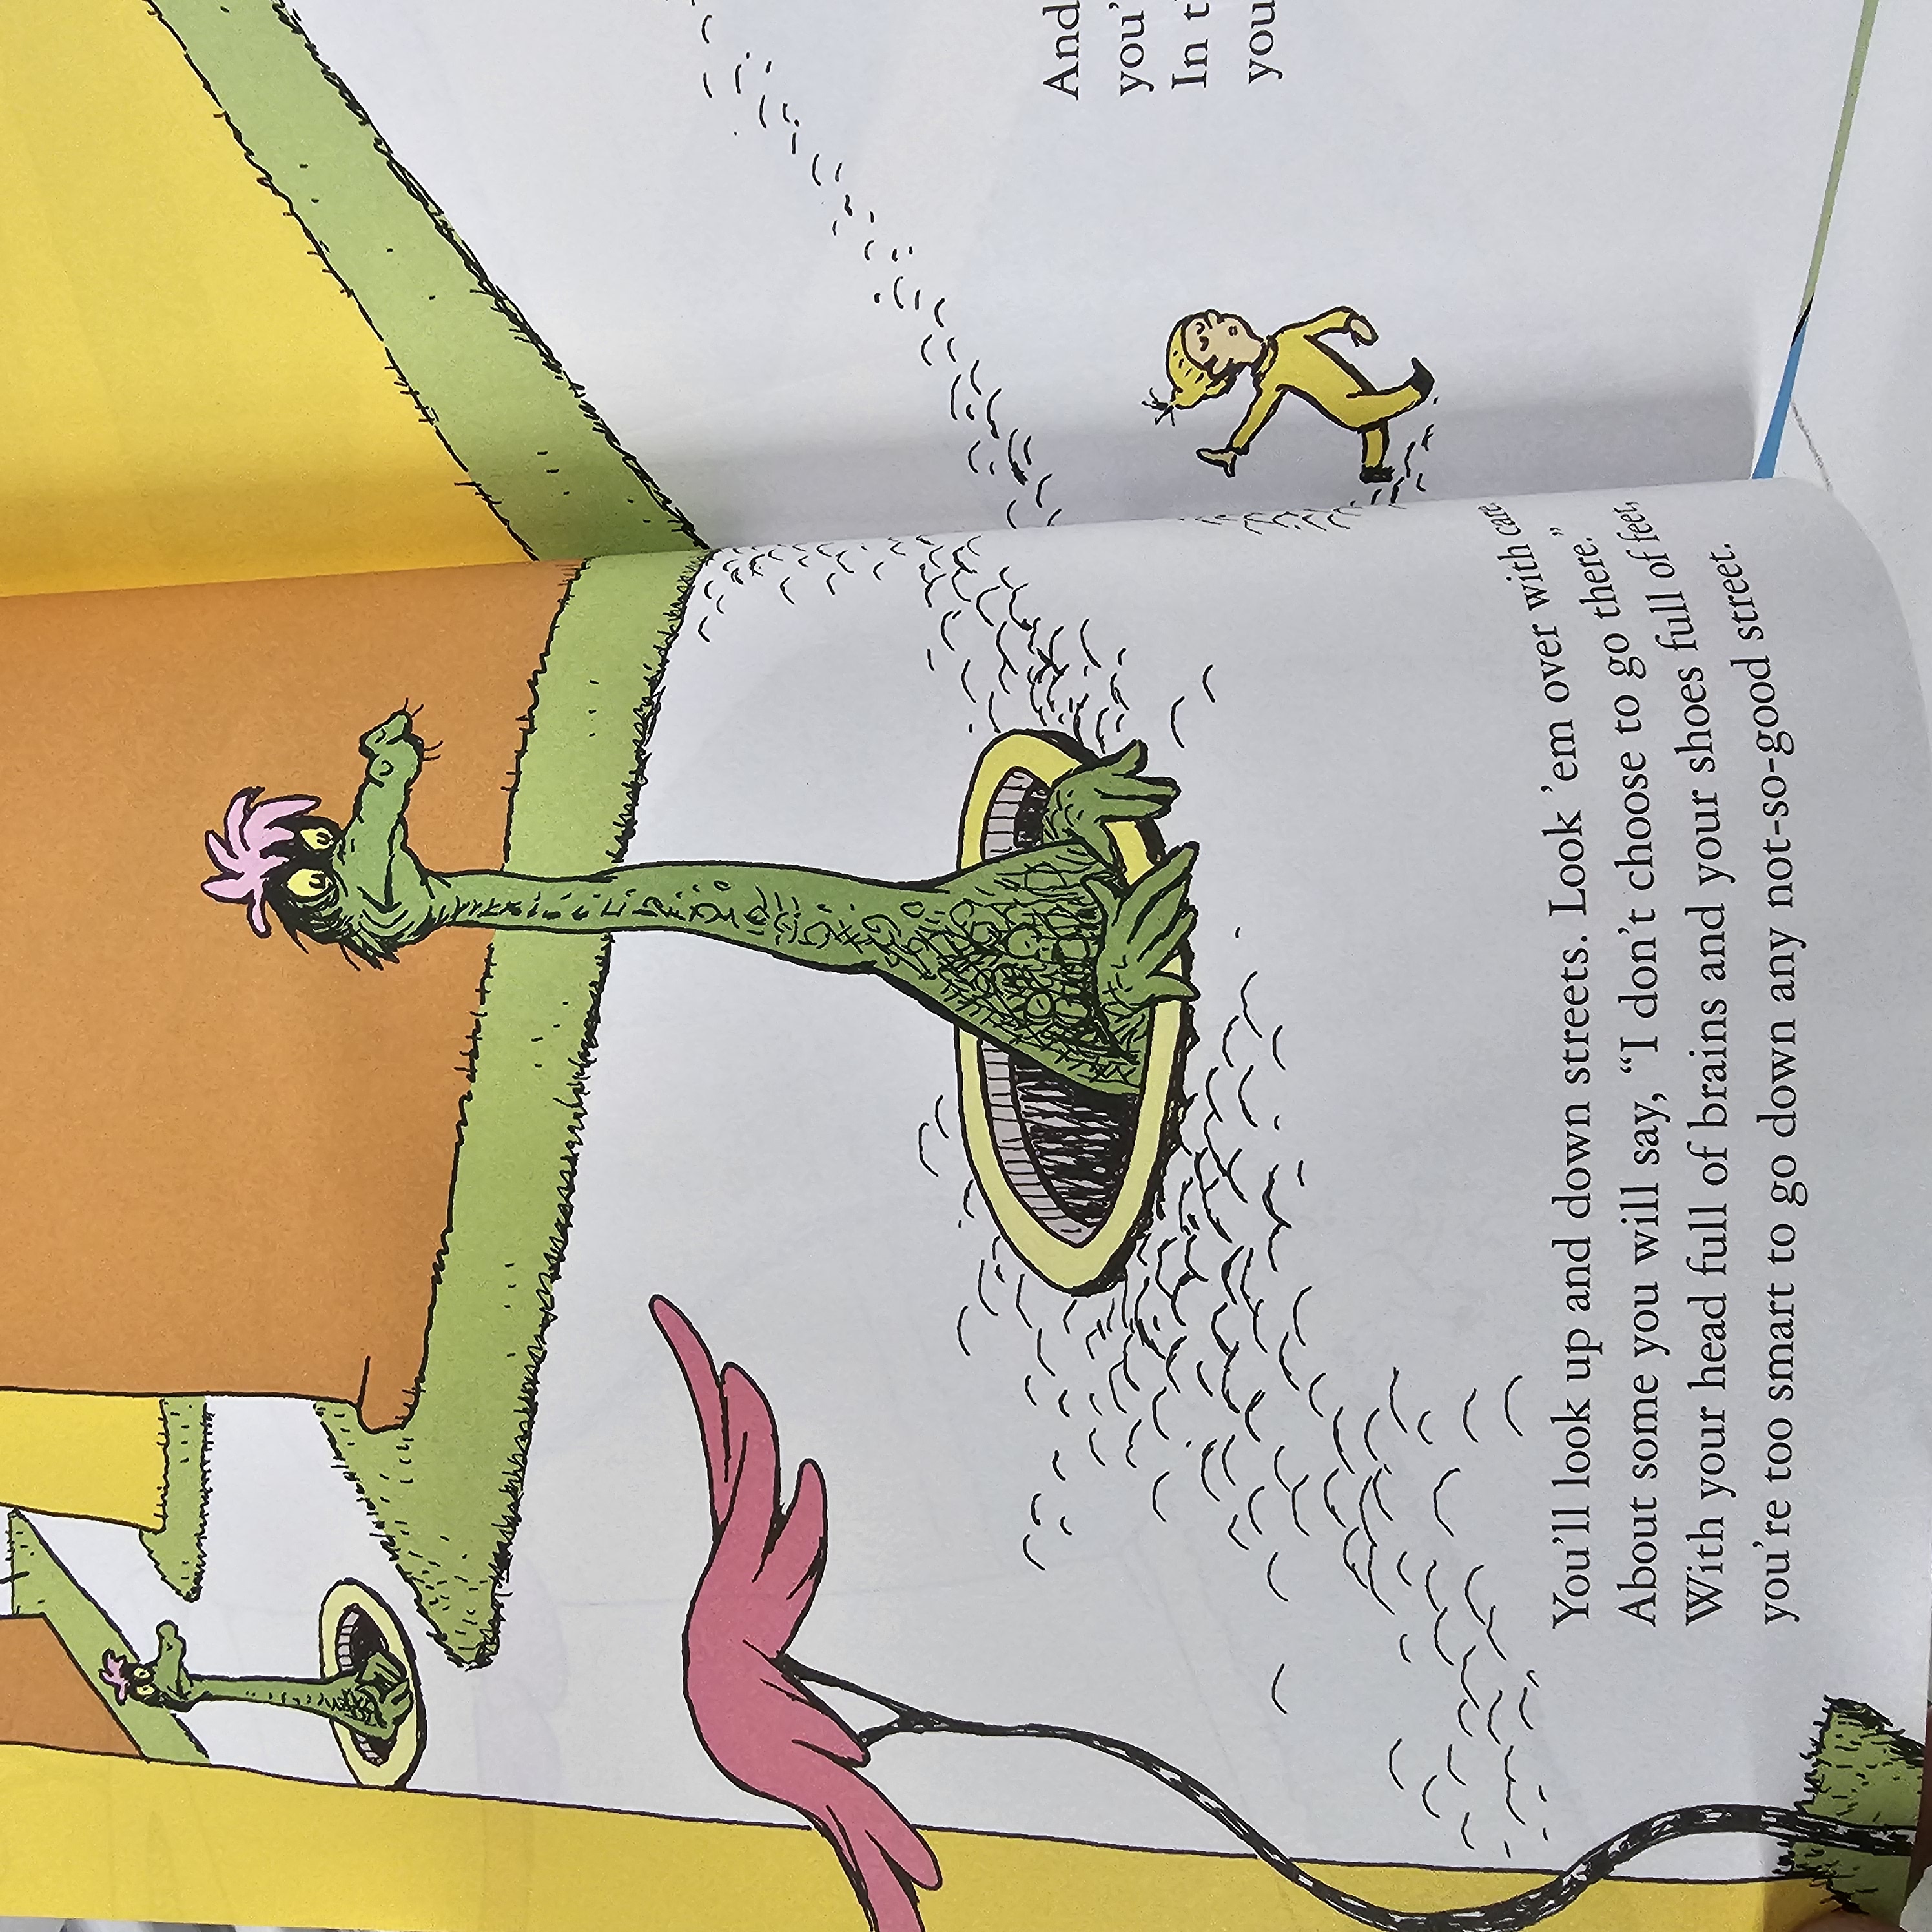 You'll look up and down streets. Look 'em over with care.
About some you will say, “I don't choose to go there.”
With your head full of brains and your shoes full of feet,
you're too smart to go down any not-so-good street.
And
you'
In t
you